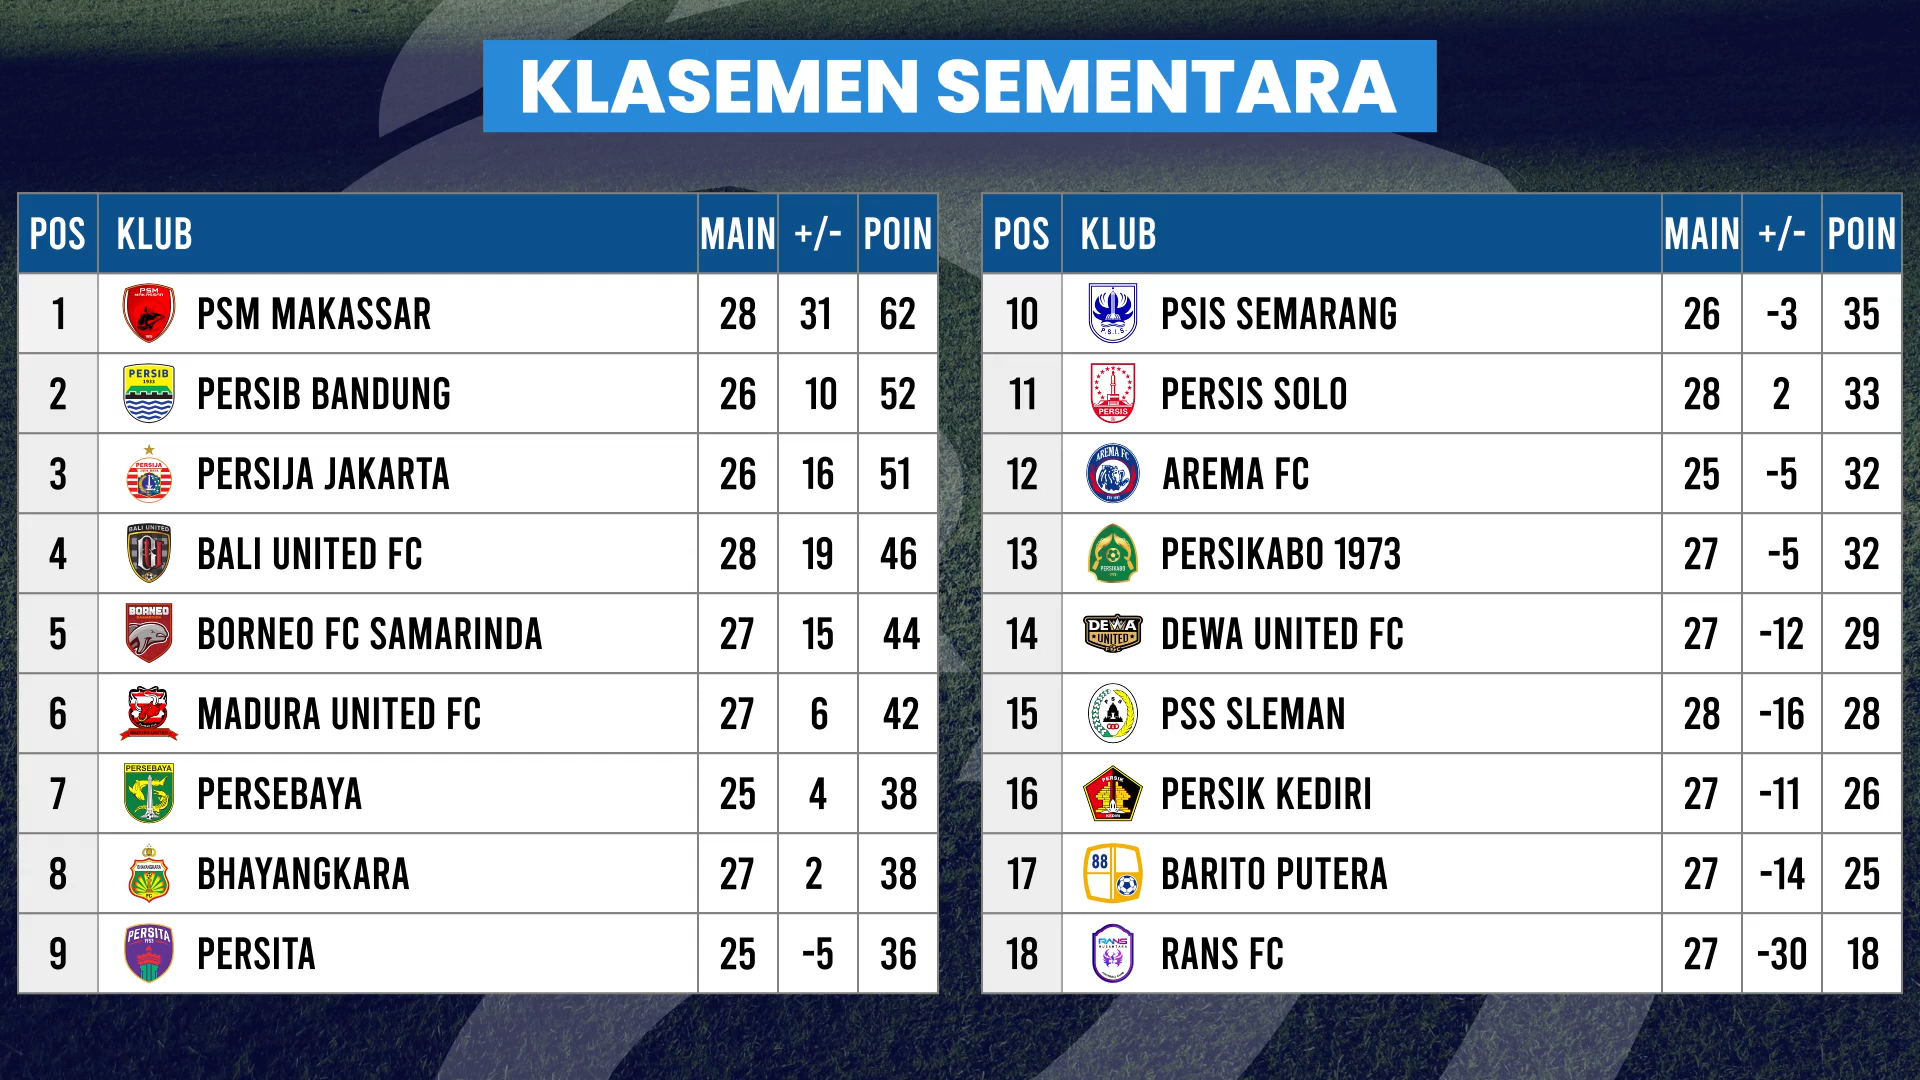 KLASEMEN SEMENTARA
POS KLUB MAIN +/- POIN
1 PSM MAKASSAR 28 31 62
2 PERSIB BANDUNG 26 10 52
3 PERSIJA JAKARTA 26 16 51
4 BALI UNITED FC 28 19 46
5 BORNEO FC SAMARINDA 27 15 44
6 MADURA UNITED FC 27 6 42
7 PERSEBAYA 25 4 38
8 BHAYANGKARA 27 2 38
9 PERSITA 25 -5 36
POS KLUB MAIN +/- POIN
10 PSIS SEMARANG 26 -3 35
11 PERSIS SOLO 28 2 33
12 AREMA FC 25 -5 32
13 PERSIKABO 1973 27 -5 32
14 DEWA UNITED FC 27 -12 29
15 PSS SLEMAN 28 -16 28
16 PERSIK KEDIRI 27 -11 26
17 BARITO PUTERA 27 -14 25
18 RANS FC 27 -30 18